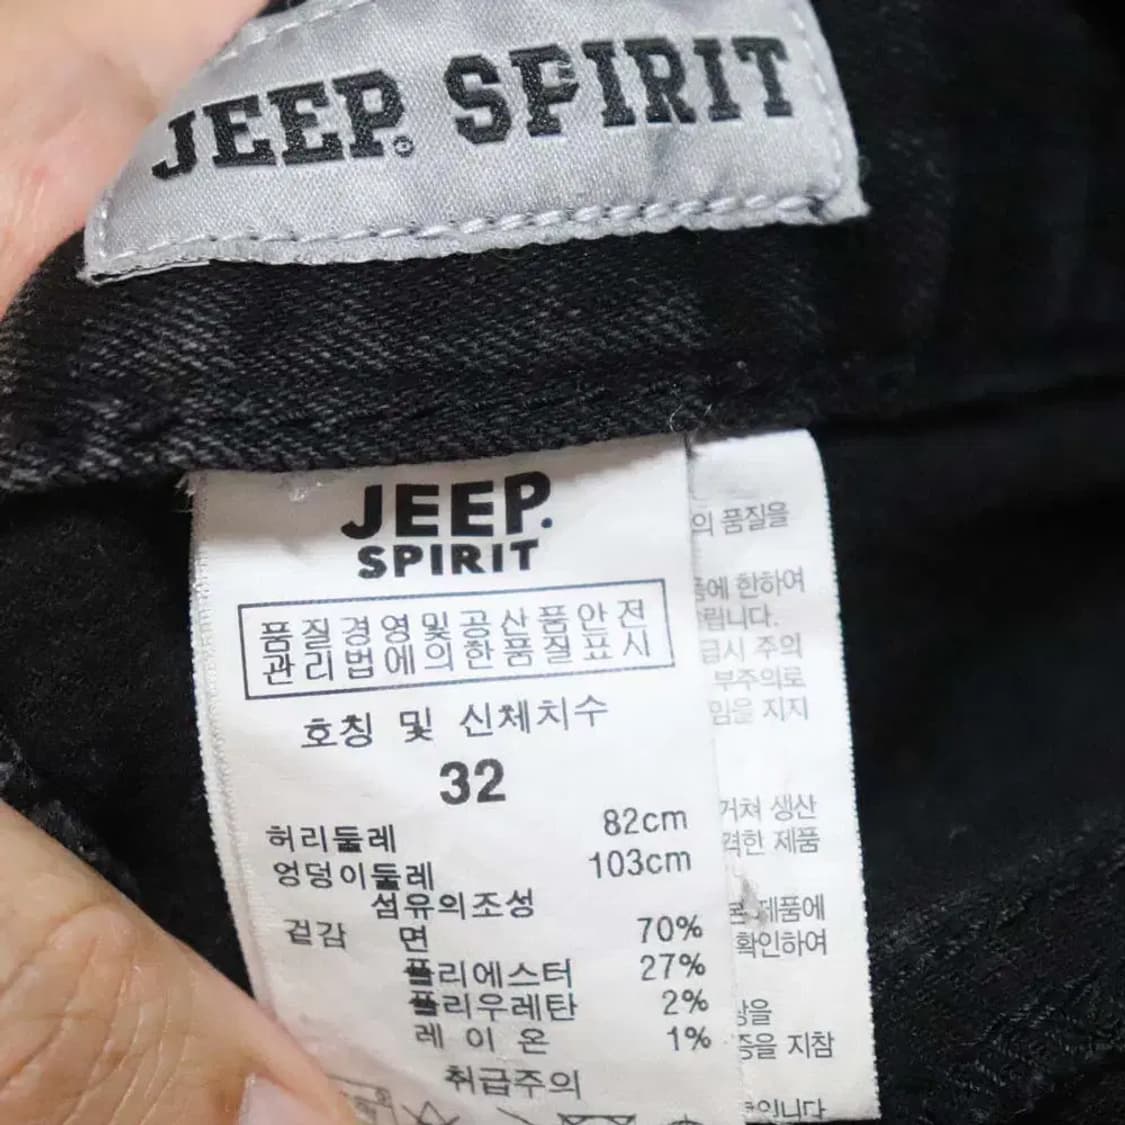 JEEP. SPIRIT
JEEP.
SPIRIT
품질경영및공산품안전
관리법에의한품질표시
호칭 및 신체치수
32
허리둘레 82cm
엉덩이둘레 103cm
섬유의조성
겉감 면 70%
폴리에스터 27%
폴리우레탄 2%
레이온 1%
취급주의
의 품질을
에 한하여
립니다.
급시 주의
부주의로
임을 지지
거쳐 생산
격한 제품
제품에
확인하여
을
증을 지참